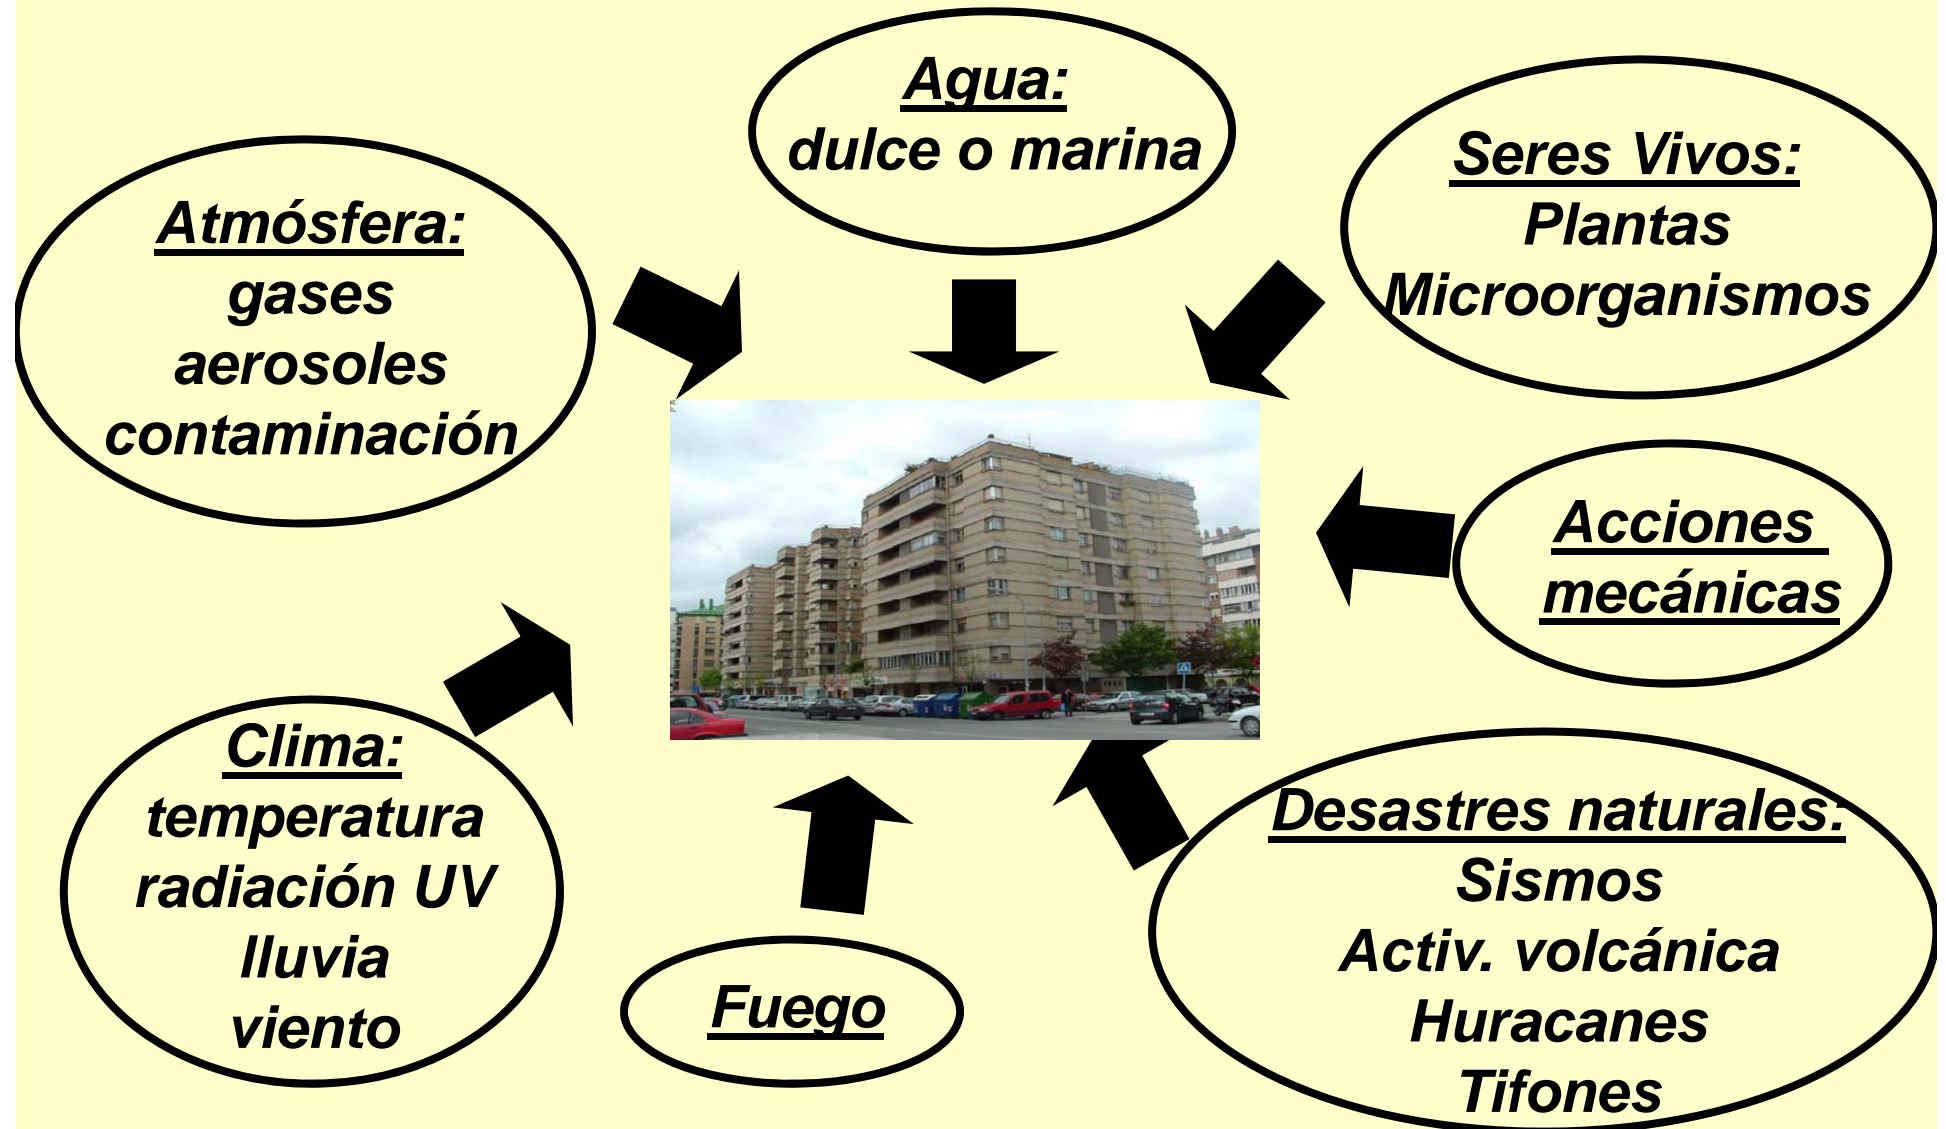 Agua:
dulce o marina
Seres Vivos:
Plantas
Microorganismos
Atmósfera:
gases
aerosoles
contaminación
Acciones
mecánicas
Clima:
temperatura
radiación UV
lluvia
viento
Fuego
Desastres naturales:
Sismos
Activ. volcánica
Huracanes
Tifones